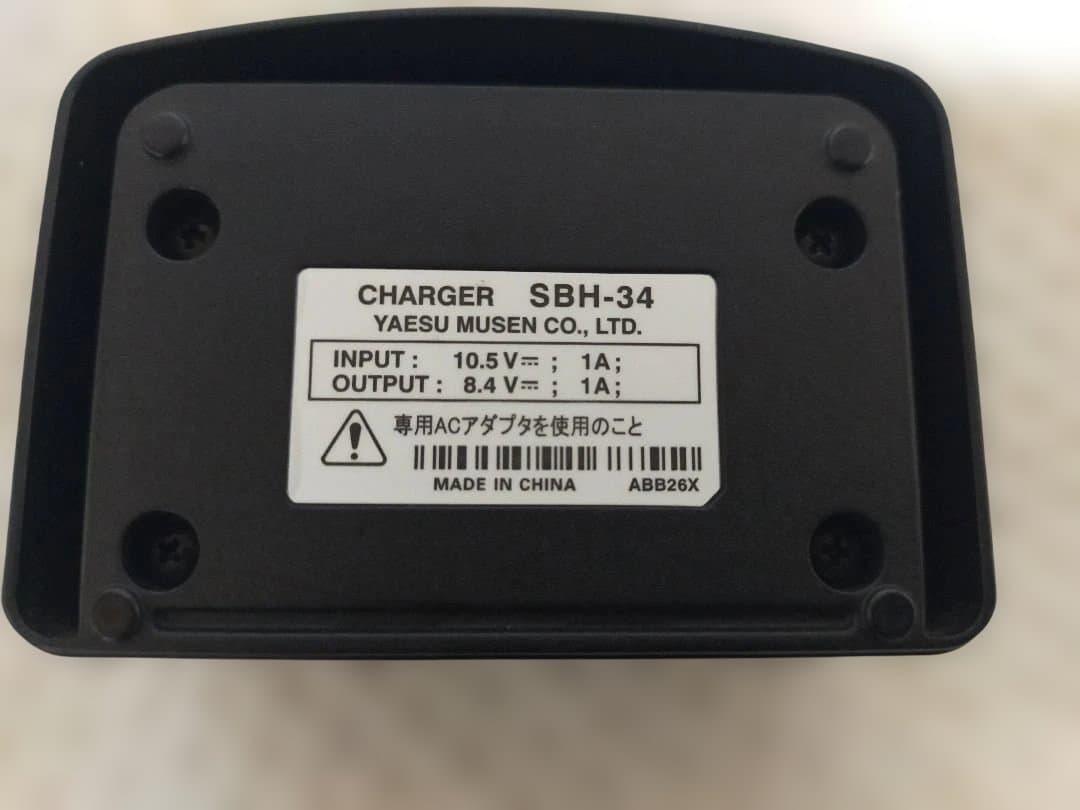 CHARGER SBH-34
YAESU MUSEN CO., LTD.
INPUT : 10.5 V⎓ ; 1A ;
OUTPUT : 8.4 V⎓ ; 1A ;
専用ACアダプタを使用のこと
MADE IN CHINA ABB26X